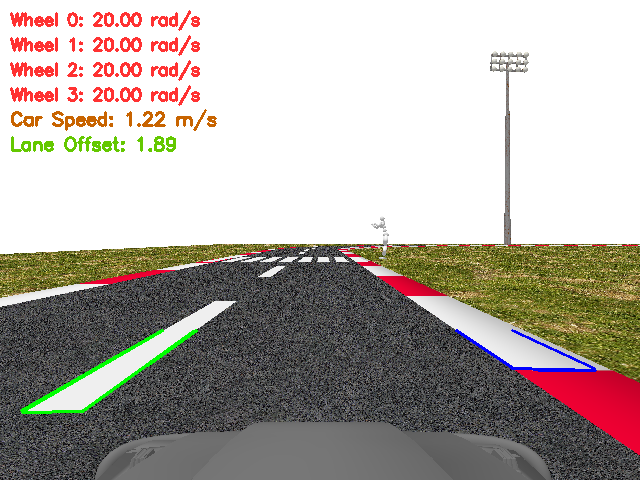 Wheel 0: 20.00 rad/s
Wheel 1: 20.00 rad/s
Wheel 2: 20.00 rad/s
Wheel 3: 20.00 rad/s
Car Speed: 1.22 m/s
Lane Offset: 1.89